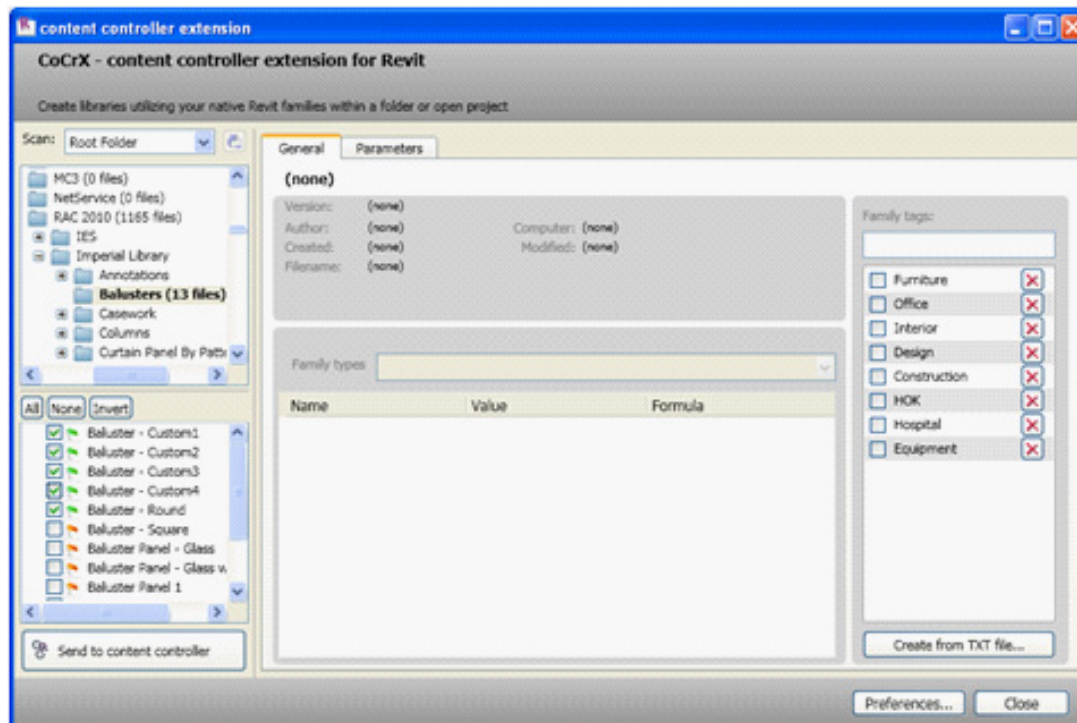 content controller extension
CoCrX - content controller extension for Revit
Create libraries utilizing your native Revit families within a folder or open project
Scan: Root Folder
MC3 (0 files)
NetService (0 files)
RAC 2010 (1165 files)
IES
Imperial Library
Annotations
Balusters (13 files)
Casework
Columns
Curtain Panel By Patte
All None Invert
Baluster - Custom1
Baluster - Custom2
Baluster - Custom3
Baluster - Custom4
Baluster - Round
Baluster - Square
Baluster Panel - Glass
Baluster Panel - Glass w
Baluster Panel 1
Send to content controller
General Parameters
(none)
Version: (none)
Author: (none) Computer: (none)
Created: (none) Modified: (none)
Filename: (none)
Family types
Name Value Formula
Family tags:
Furniture
Office
Interior
Design
Construction
HOK
Hospital
Equipment
Create from TXT file...
Preferences... Close